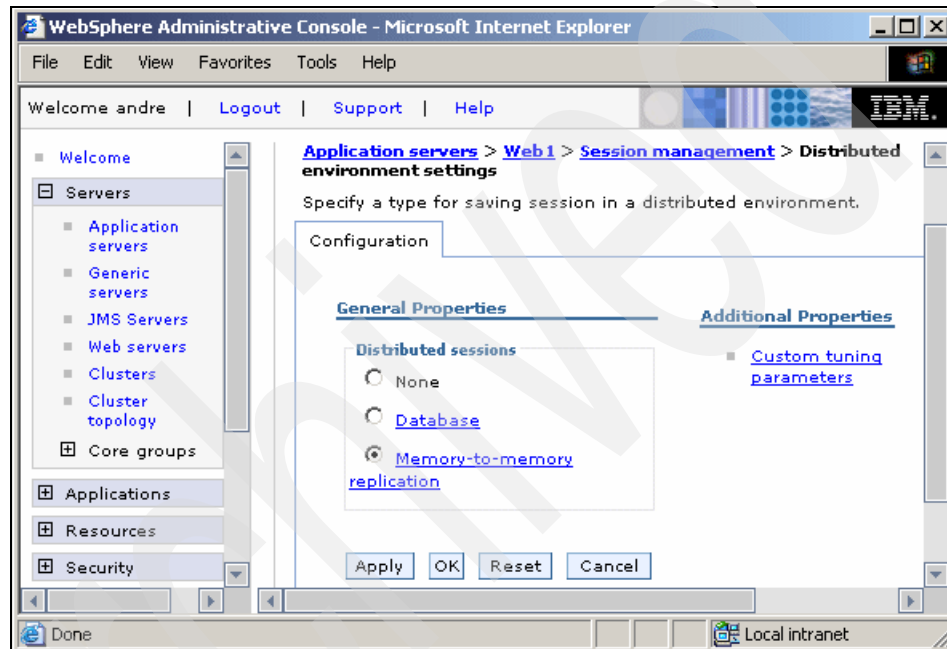 WebSphere Administrative Console - Microsoft Internet Explorer
File Edit View Favorites Tools Help
Welcome andre | Logout | Support | Help
IBM.
Welcome
Servers
Application
servers
Generic
servers
JMS Servers
Web servers
Clusters
Cluster
topology
Core groups
Applications
Resources
Security
Application servers > Web1 > Session management > Distributed
environment settings
Specify a type for saving session in a distributed environment.
Configuration
General Properties
Distributed sessions
None
Database
Memory-to-memory
replication
Additional Properties
Custom tuning
parameters
Apply OK Reset Cancel
Done
Local intranet